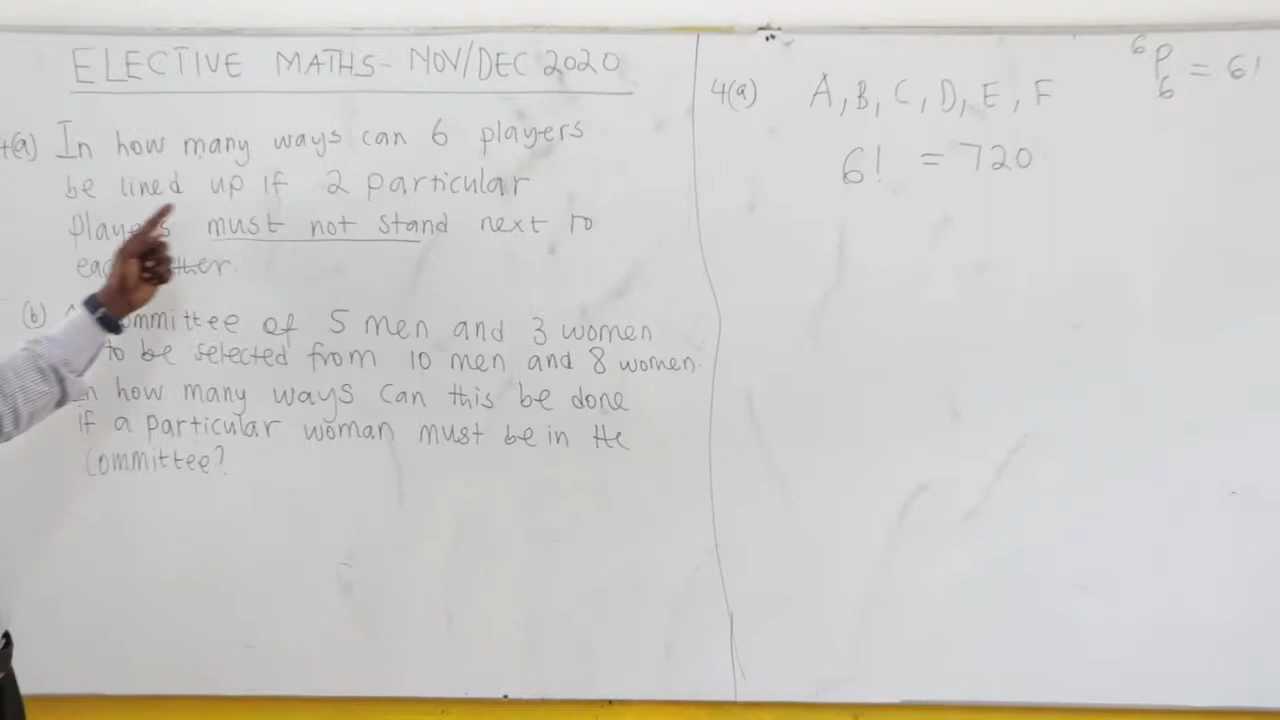 ELECTIVE MATHS - NOV/DEC 2020
(a) In how many ways can 6 players
be lined up if 2 particular
players must not stand next to
each other.
(b) committee of 5 men and 3 women
to be selected from 10 men and 8 women.
In how many ways can this be done
if a particular woman must be in the
Committee?
4(a) A, B, C, D, E, F
6! = 720
⁶P₆ = 6!